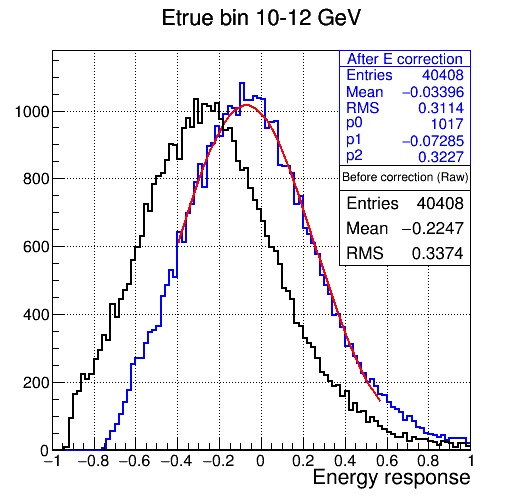 Etrue bin 10-12 GeV
After E correction
Entries 40408
Mean −0.03396
RMS 0.3114
p0 1017
p1 −0.07285
p2 0.3227
Before correction (Raw)
Entries 40408
Mean −0.2247
RMS 0.3374
1000
800
600
400
200
0
−1 −0.8 −0.6 −0.4 −0.2 0 0.2 0.4 0.6 0.8 1
Energy response